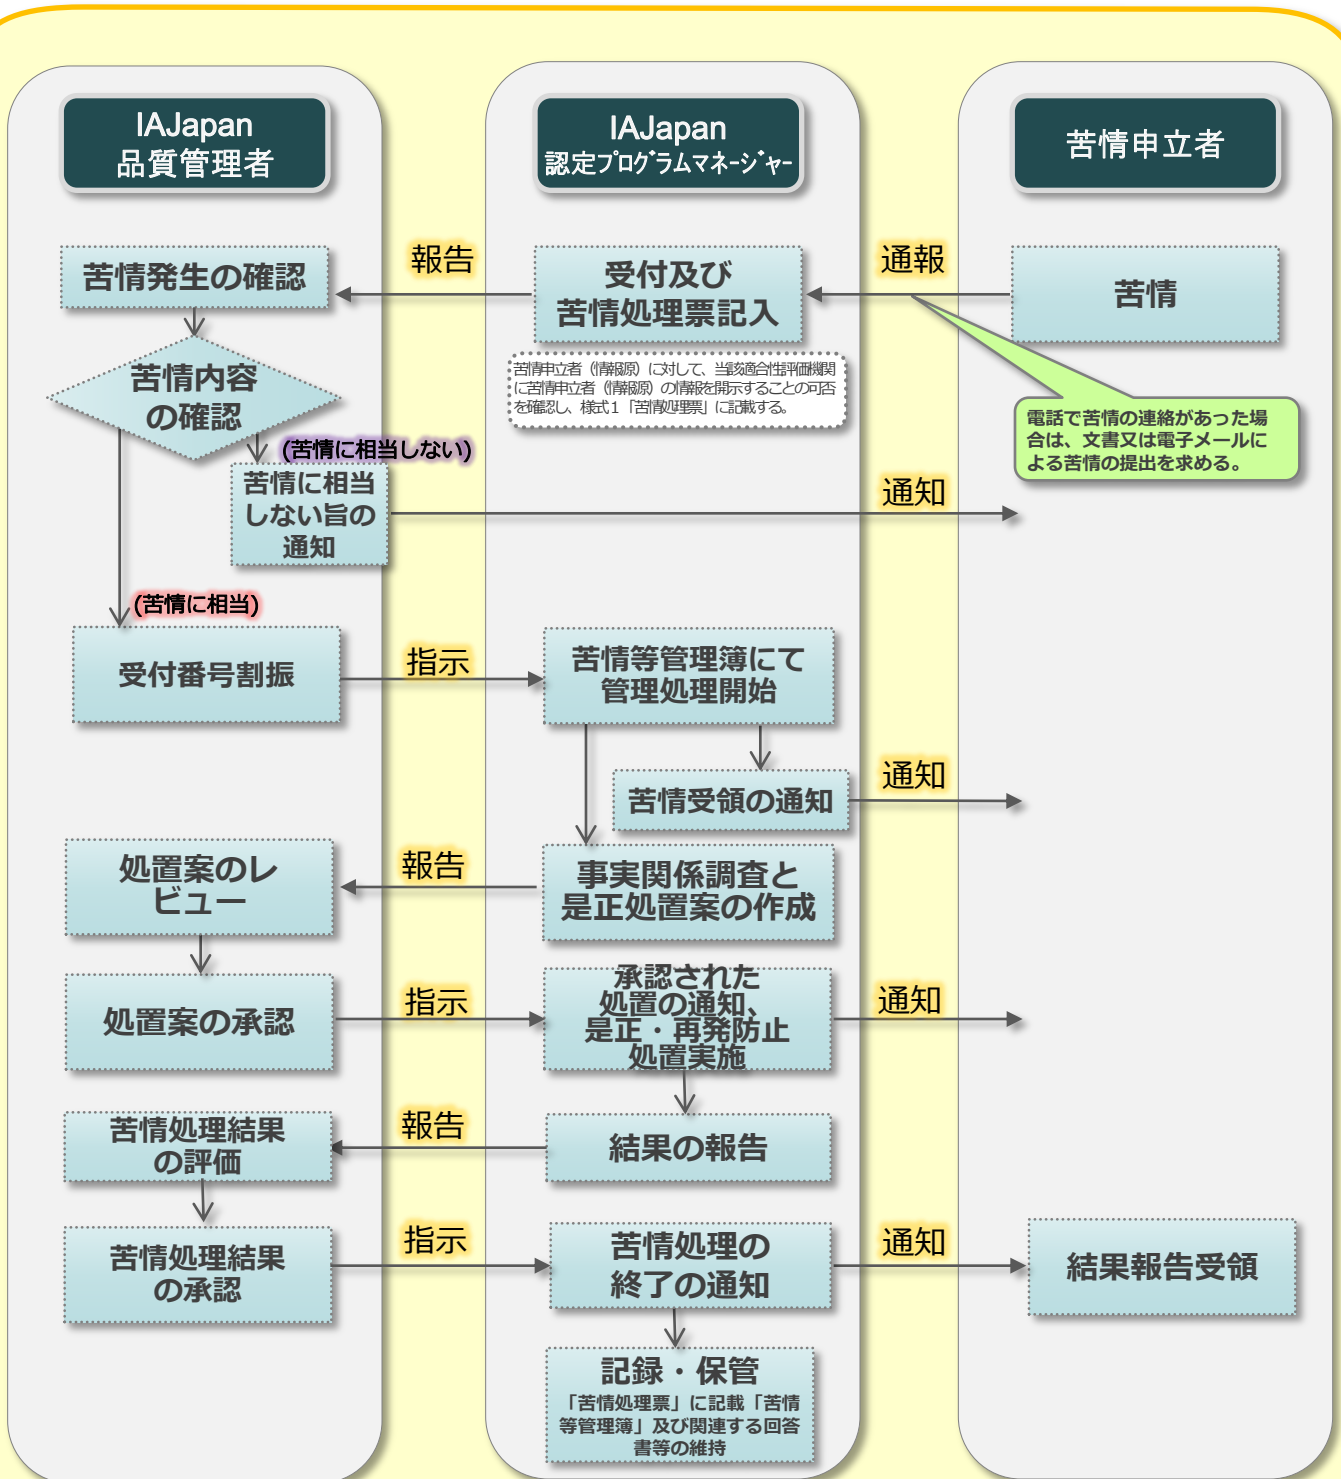 IAJapan
品質管理者
IAJapan
認定プログラムマネージャー
苦情申立者
苦情発生の確認
報告
受付及び
苦情処理票記入
通報
苦情
苦情申立者（情報源）に対して、当該適合性評価機関
に苦情申立者（情報源）の情報を開示することの可否
を確認し、様式１「苦情処理票」に記載する。
電話で苦情の連絡があった場
合は、文書又は電子メールに
よる苦情の提出を求める。
苦情内容
の確認
(苦情に相当しない)
苦情に相当
しない旨の
通知
通知
(苦情に相当)
受付番号割振
指示
苦情等管理簿にて
管理処理開始
苦情受領の通知
通知
処置案のレ
ビュー
報告
事実関係調査と
是正処置案の作成
処置案の承認
指示
承認された
処置の通知、
是正・再発防止
処置実施
通知
苦情処理結果
の評価
報告
結果の報告
苦情処理結果
の承認
指示
苦情処理の
終了の通知
通知
結果報告受領
記録・保管
「苦情処理票」に記載「苦情
等管理簿」及び関連する回答
書等の維持